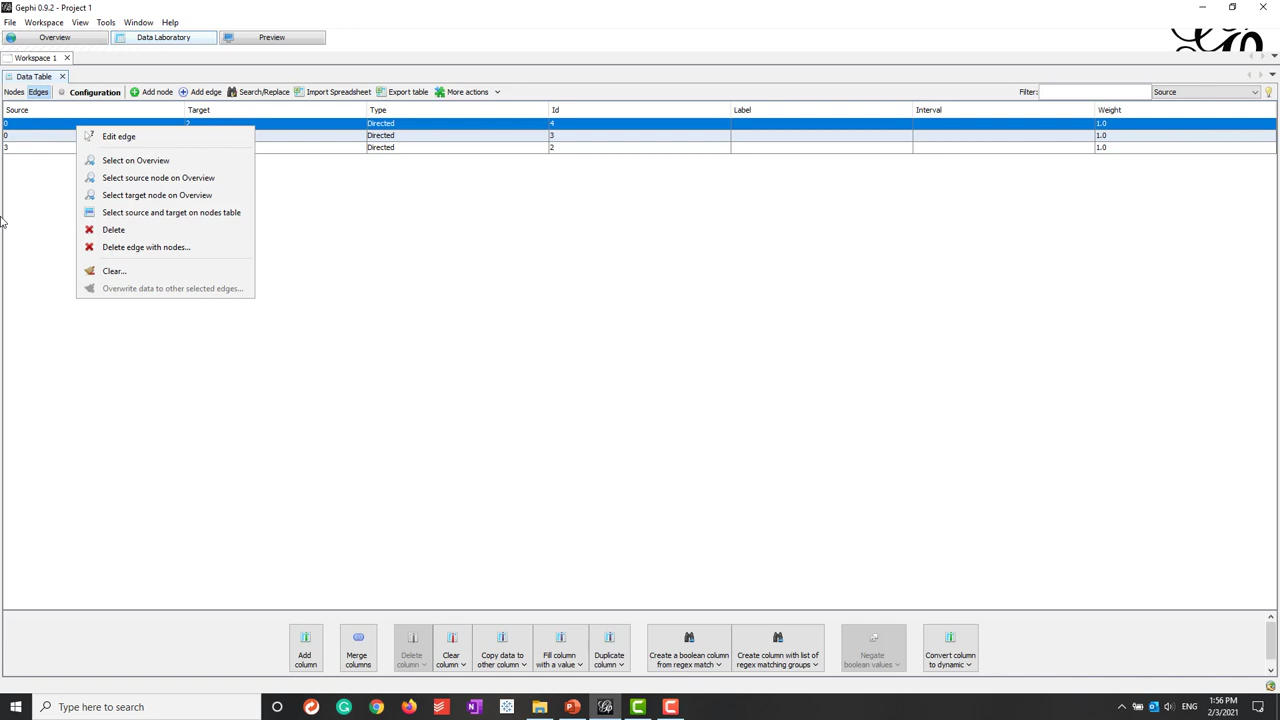 Gephi 0.9.2 - Project 1
File Workspace View Tools Window Help
Overview Data Laboratory Preview
Workspace 1
Data Table
Nodes Edges Configuration Add node Add edge Search/Replace Import Spreadsheet Export table More actions Filter: Source
Source Target Type Id Label Interval Weight
0 2 Directed 4 1.0
0 Directed 3 1.0
3 Directed 2 1.0
Edit edge
Select on Overview
Select source node on Overview
Select target node on Overview
Select source and target on nodes table
Delete
Delete edge with nodes...
Clear...
Overwrite data to other selected edges...
Add column
Merge columns
Delete column
Clear column
Copy data to other column
Fill column with a value
Duplicate column
Create a boolean column from regex match
Create column with list of regex matching groups
Negate boolean values
Convert column to dynamic
Type here to search
ENG
1:56 PM
2/3/2021